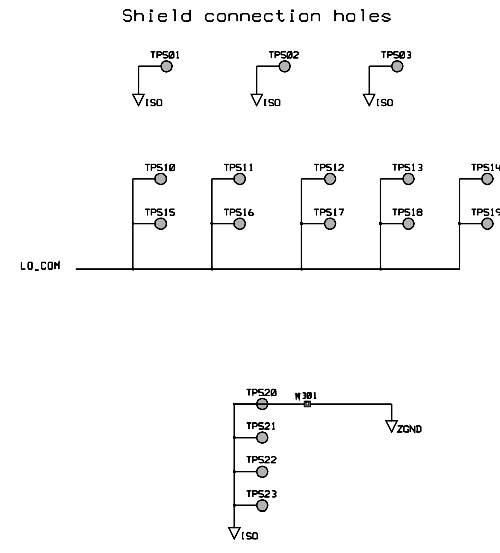 Shield connection holes
TPS01 TPS02 TPS03
ISO ISO ISO
TPS10 TPS11 TPS12 TPS13 TPS14
TPS15 TPS16 TPS17 TPS18 TPS19
LO_COM
TPS20 W301
TPS21 ZGND
TPS22
TPS23
ISO